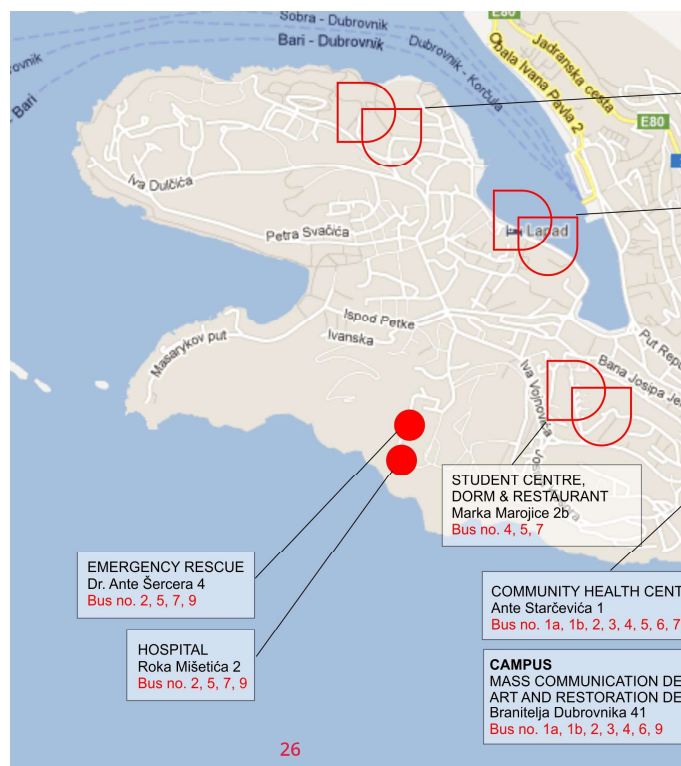 E80
Sobra - Dubrovnik
Bari - Dubrovnik
Dubrovnik - Korčula
Jadranska cesta
Obala Ivana Pavla 2
ovnik
Bari
E80
Iva Dulčića
Petra Svačića
Lapad
Ispod Petke
Ivanska
Masarykov put
Put Repu
Bana Josipa Je
Iva Vojnovića
STUDENT CENTRE,
DORM & RESTAURANT
Marka Marojice 2b
Bus no. 4, 5, 7
EMERGENCY RESCUE
Dr. Ante Šercera 4
Bus no. 2, 5, 7, 9
COMMUNITY HEALTH CENT
Ante Starčevića 1
Bus no. 1a, 1b, 2, 3, 4, 5, 6, 7
HOSPITAL
Roka Mišetića 2
Bus no. 2, 5, 7, 9
CAMPUS
MASS COMMUNICATION DE
ART AND RESTORATION DE
Branitelja Dubrovnika 41
Bus no. 1a, 1b, 2, 3, 4, 6, 9
26